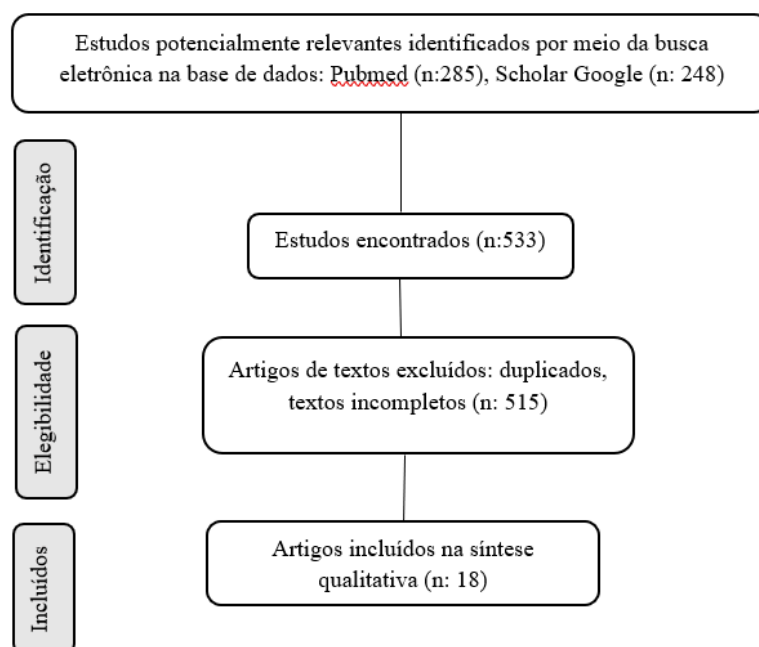 Estudos potencialmente relevantes identificados por meio da busca
eletrônica na base de dados: Pubmed (n:285), Scholar Google (n: 248)
Identificação
Estudos encontrados (n:533)
Elegibilidade
Artigos de textos excluídos: duplicados,
textos incompletos (n: 515)
Incluídos
Artigos incluídos na síntese
qualitativa (n: 18)